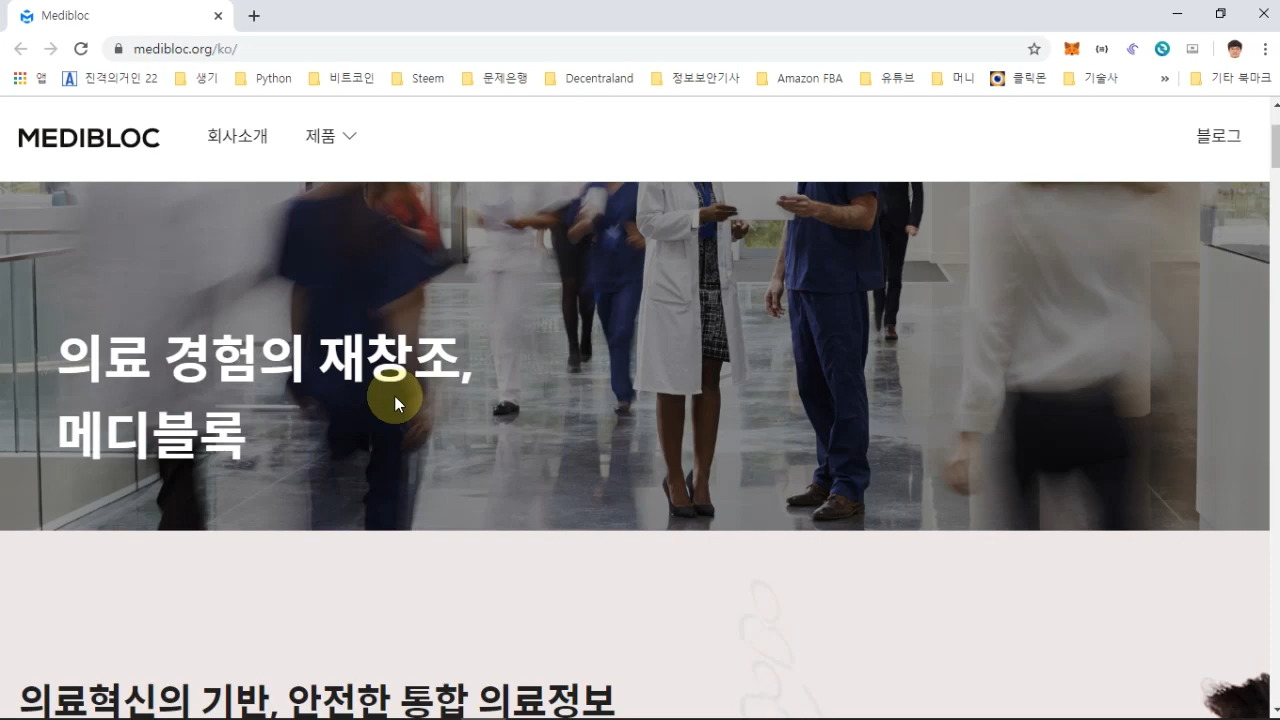 Medibloc
medibloc.org/ko/
앱
진격의거인 22
생기
Python
비트코인
Steem
문제은행
Decentraland
정보보안기사
Amazon FBA
유튜브
머니
클릭몬
기술사
»
기타 북마크
MEDIBLOC
회사소개
제품
블로그
의료 경험의 재창조,
메디블록
의료혁신의 기반, 안전한 통합 의료정보